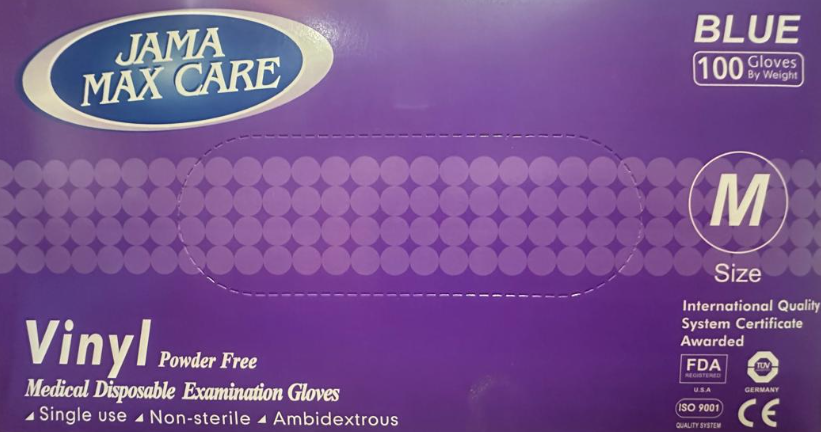 JAMA
MAX CARE
BLUE
100 Gloves
By Weight
M
Size
Vinyl Powder Free
Medical Disposable Examination Gloves
Single use Non-sterile Ambidextrous
International Quality
System Certificate
Awarded
FDA
REGISTERED
U.S.A
TÜV
GERMANY
ISO 9001
QUALITY SYSTEM
CE